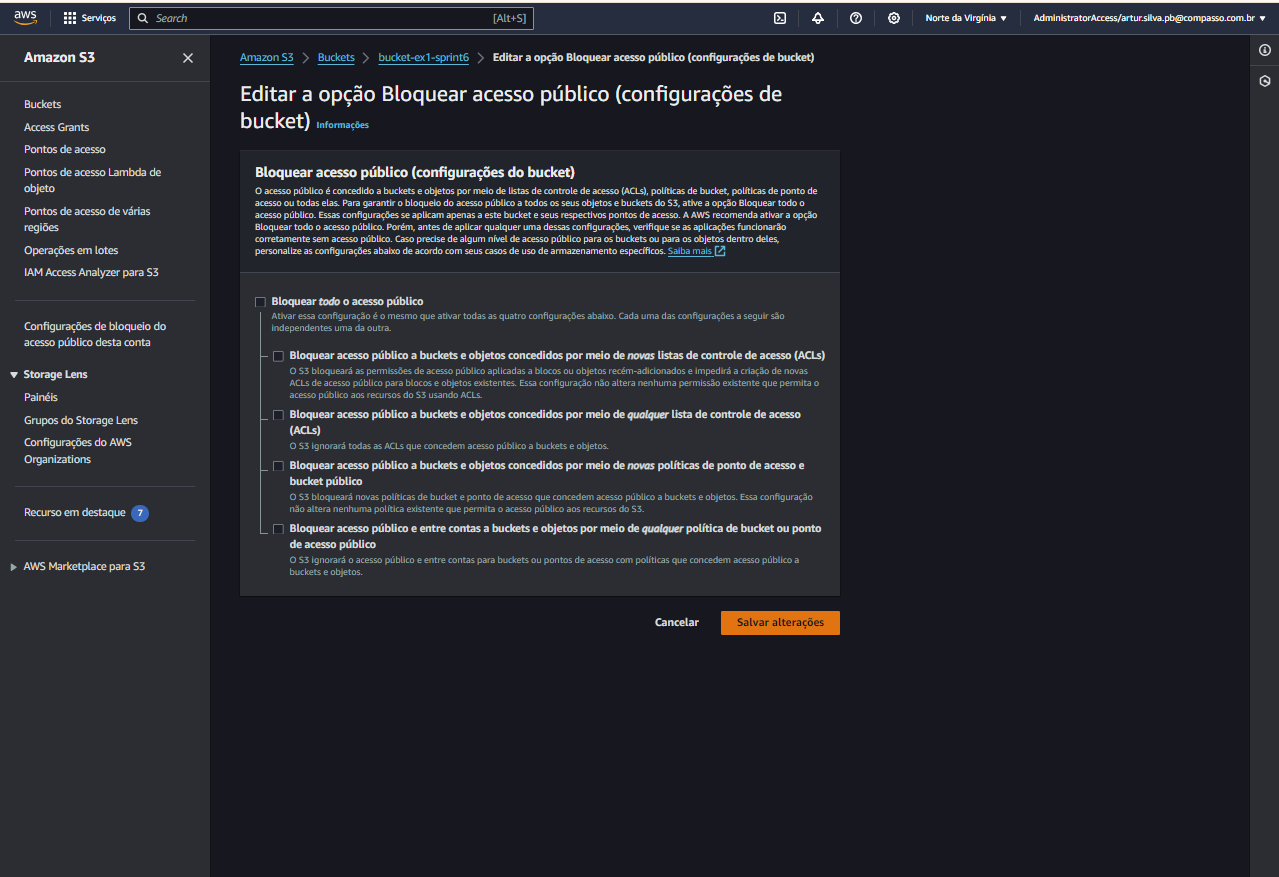 aws
Serviços
Search
[Alt+S]
Norte da Virgínia
AdministratorAccess/artur.silva.pb@compasso.com.br
Amazon S3
Buckets
Access Grants
Pontos de acesso
Pontos de acesso Lambda de
objeto
Pontos de acesso de várias
regiões
Operações em lotes
IAM Access Analyzer para S3
Configurações de bloqueio do
acesso público desta conta
Storage Lens
Painéis
Grupos do Storage Lens
Configurações do AWS
Organizations
Recurso em destaque 7
AWS Marketplace para S3
Amazon S3 > Buckets > bucket-ex1-sprint6 > Editar a opção Bloquear acesso público (configurações de bucket)
Editar a opção Bloquear acesso público (configurações de
bucket) Informações
Bloquear acesso público (configurações do bucket)
O acesso público é concedido a buckets e objetos por meio de listas de controle de acesso (ACLs), políticas de bucket, políticas de ponto de
acesso ou todas elas. Para garantir o bloqueio do acesso público a todos os seus objetos e buckets do S3, ative a opção Bloquear todo o
acesso público. Essas configurações se aplicam apenas a este bucket e seus respectivos pontos de acesso. A AWS recomenda ativar a opção
Bloquear todo o acesso público. Porém, antes de aplicar qualquer uma dessas configurações, verifique se as aplicações funcionarão
corretamente sem acesso público. Caso precise de algum nível de acesso público para os buckets ou para os objetos dentro deles,
personalize as configurações abaixo de acordo com seus casos de uso de armazenamento específicos. Saiba mais
Bloquear todo o acesso público
Ativar essa configuração é o mesmo que ativar todas as quatro configurações abaixo. Cada uma das configurações a seguir são
independentes uma da outra.
Bloquear acesso público a buckets e objetos concedidos por meio de novas listas de controle de acesso (ACLs)
O S3 bloqueará as permissões de acesso público aplicadas a blocos ou objetos recém-adicionados e impedirá a criação de novas
ACLs de acesso público para blocos e objetos existentes. Essa configuração não altera nenhuma permissão existente que permita o
acesso público aos recursos do S3 usando ACLs.
Bloquear acesso público a buckets e objetos concedidos por meio de qualquer lista de controle de acesso
(ACLs)
O S3 ignorará todas as ACLs que concedem acesso público a buckets e objetos.
Bloquear acesso público a buckets e objetos concedidos por meio de novas políticas de ponto de acesso e
bucket público
O S3 bloqueará novas políticas de bucket e ponto de acesso que concedem acesso público a buckets e objetos. Essa configuração
não altera nenhuma política existente que permita o acesso público aos recursos do S3.
Bloquear acesso público e entre contas a buckets e objetos por meio de qualquer política de bucket ou ponto
de acesso público
O S3 ignorará o acesso público e entre contas para buckets ou pontos de acesso com políticas que concedem acesso público a
buckets e objetos.
Cancelar
Salvar alterações